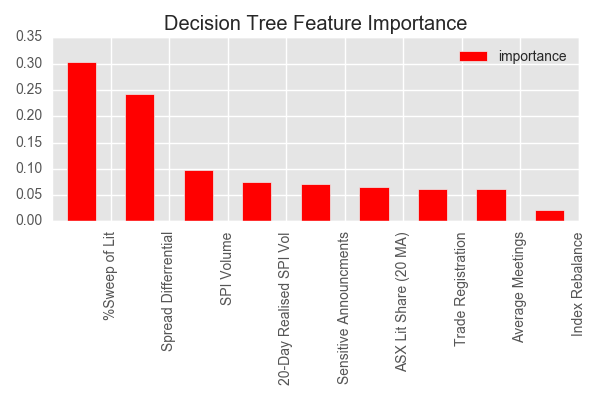 Decision Tree Feature Importance
0.35
0.30
0.25
0.20
0.15
0.10
0.05
0.00
importance
%Sweep of Lit
Spread Differrential
SPI Volume
20-Day Realised SPI Vol
Sensitive Announcments
ASX Lit Share (20 MA)
Trade Registration
Average Meetings
Index Rebalance